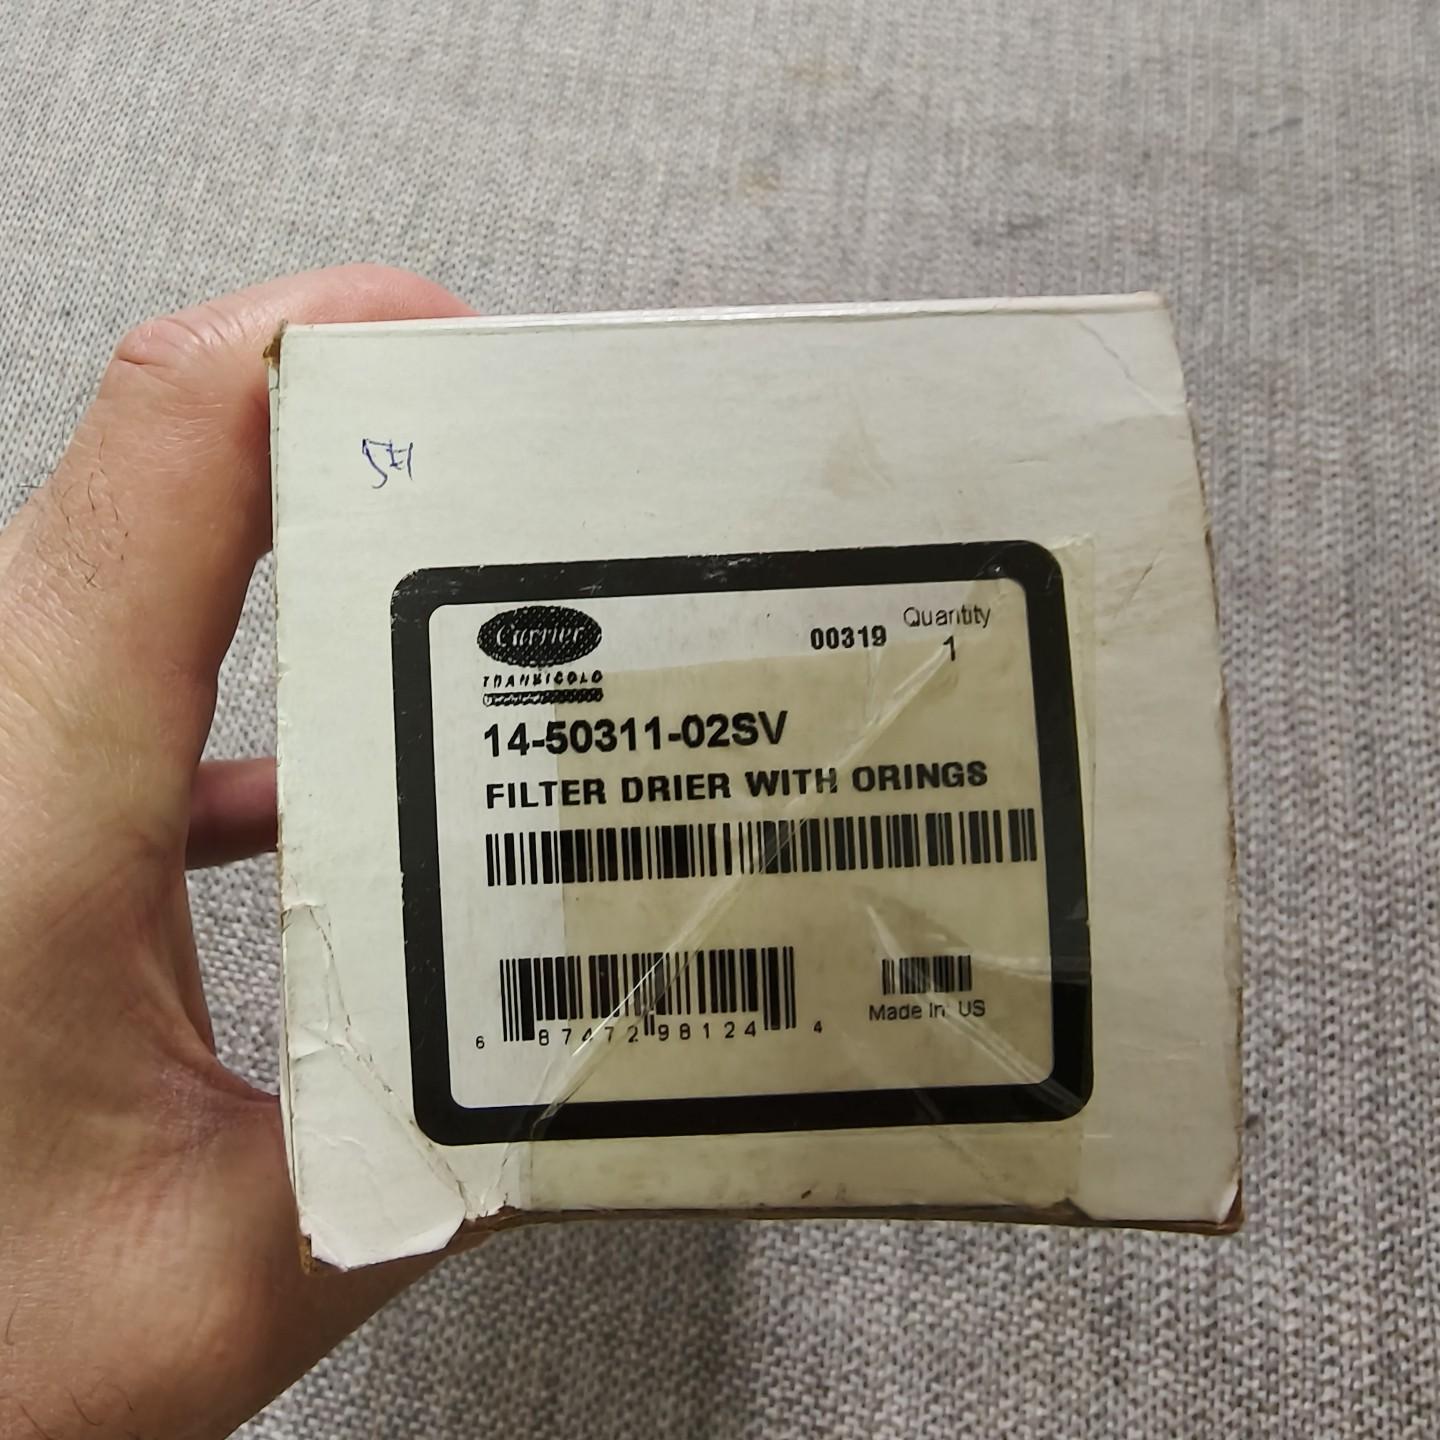 Carrier
TRANSICOLD
00319
Quantity
1
14-50311-02SV
FILTER DRIER WITH ORINGS
6 87472 98124 4
Made in US